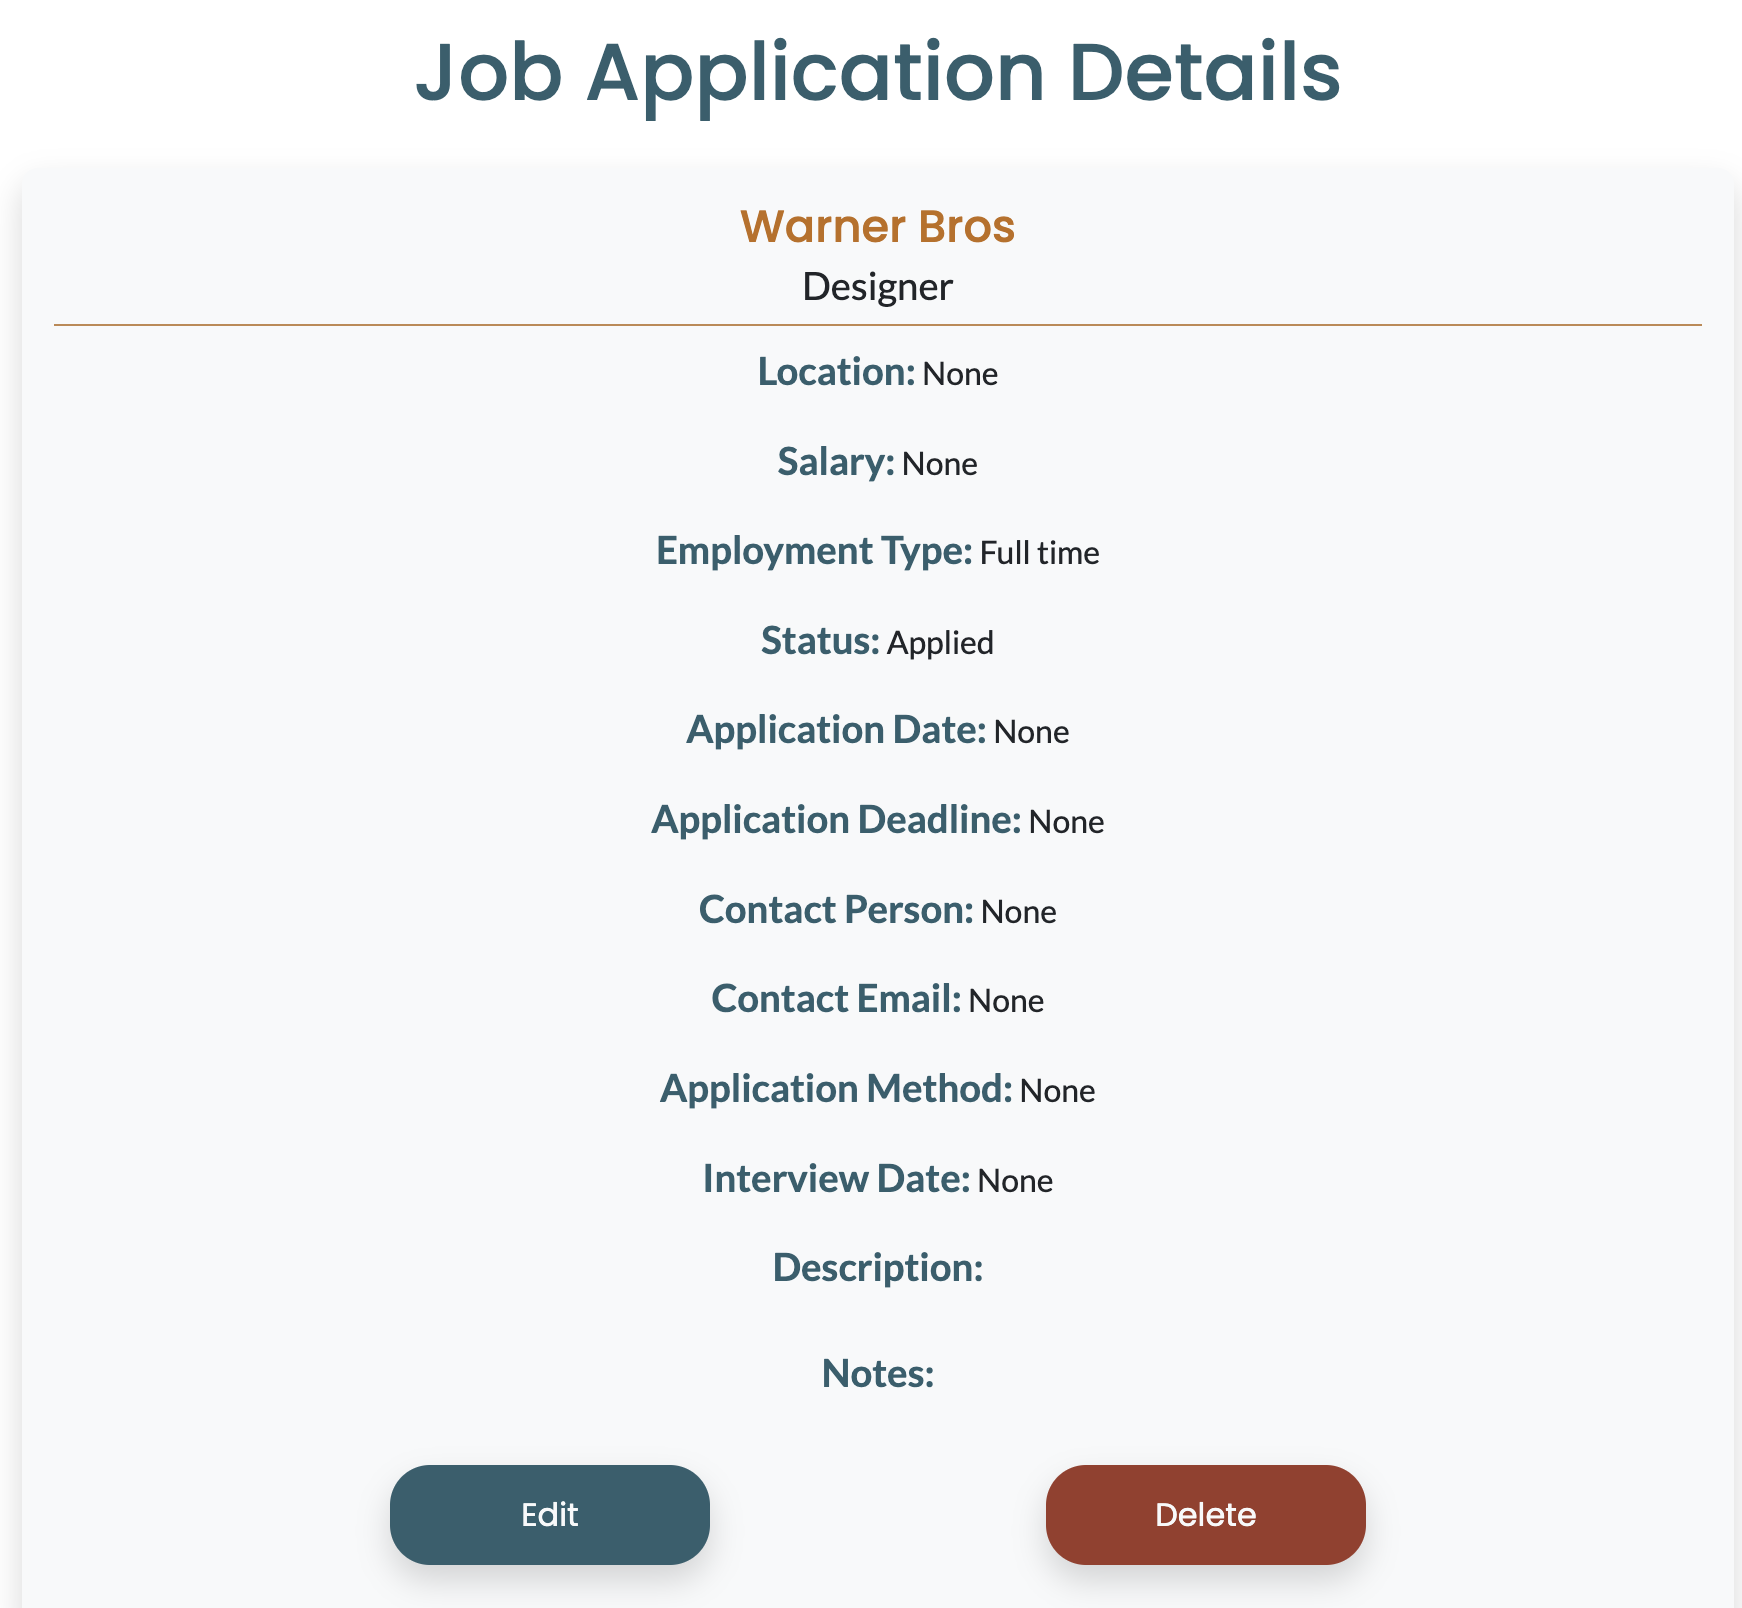 Job Application Details
Warner Bros
Designer
Location: None
Salary: None
Employment Type: Full time
Status: Applied
Application Date: None
Application Deadline: None
Contact Person: None
Contact Email: None
Application Method: None
Interview Date: None
Description:
Notes:
Edit
Delete